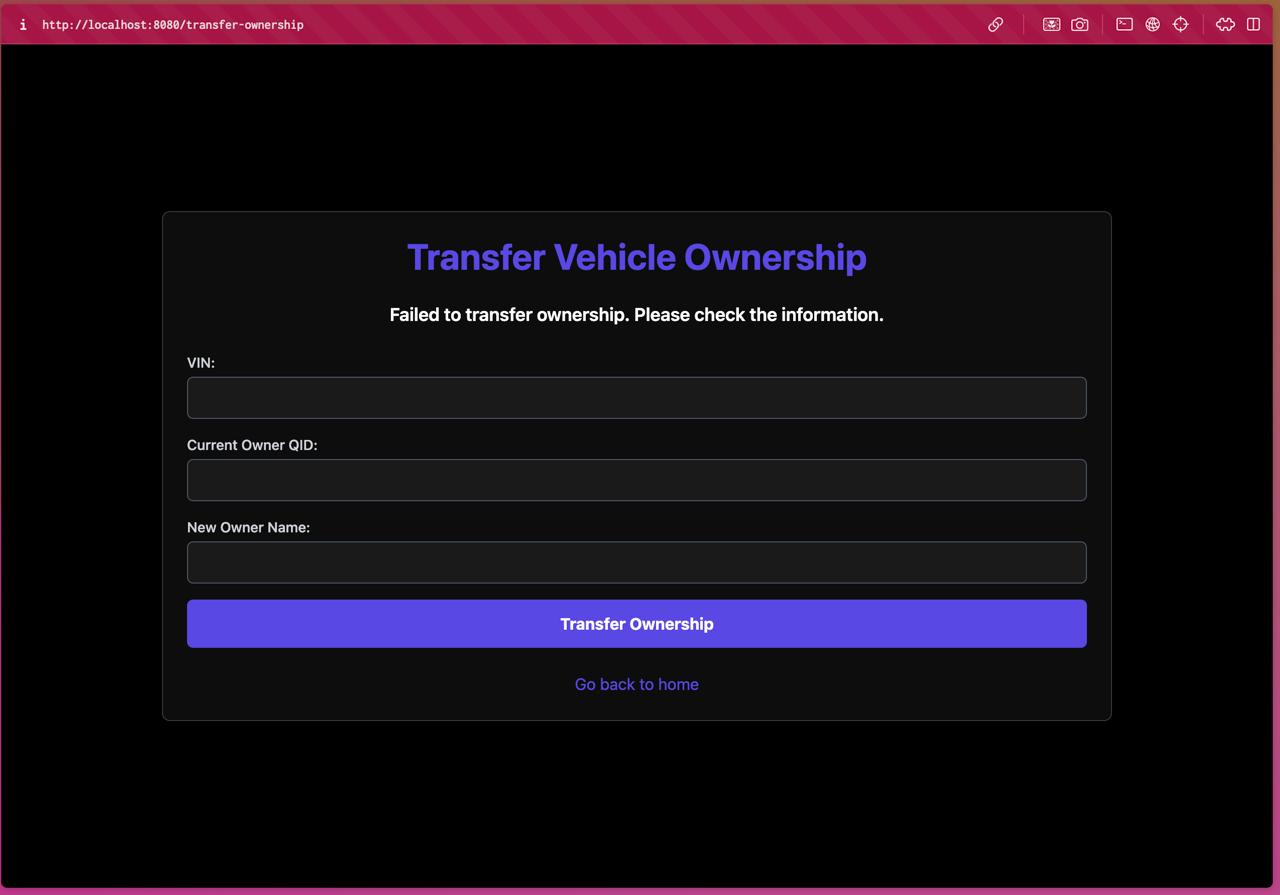 http://localhost:8080/transfer-ownership
Transfer Vehicle Ownership
Failed to transfer ownership. Please check the information.
VIN:
Current Owner QID:
New Owner Name:
Transfer Ownership
Go back to home